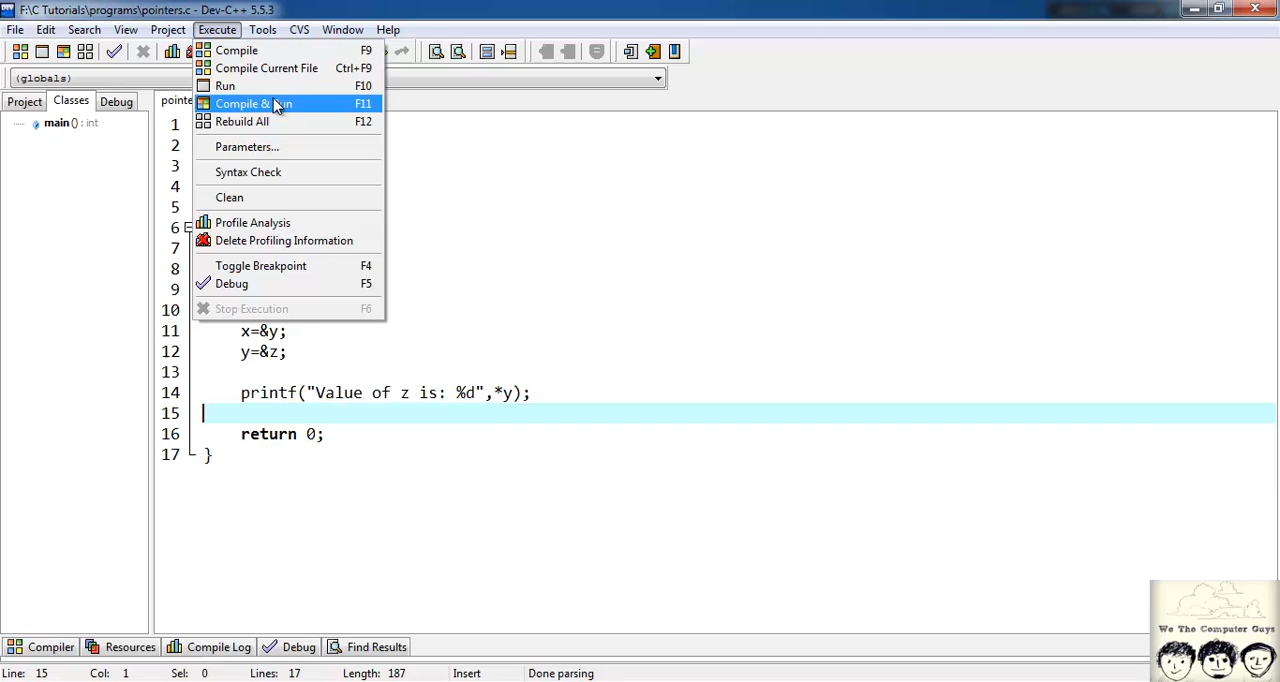 F:\C Tutorials\programs\pointers.c - Dev-C++ 5.5.3
File Edit Search View Project Execute Tools CVS Window Help
(globals)
Compile F9
Compile Current File Ctrl+F9
Run F10
Compile & Run F11
Rebuild All F12
Parameters...
Syntax Check
Clean
Profile Analysis
Delete Profiling Information
Toggle Breakpoint F4
Debug F5
Stop Execution F6
Project Classes Debug
main() : int
1
2
3
4
5
6
7
8
9
10
11 x=&y;
12 y=&z;
13
14 printf("Value of z is: %d",*y);
15
16 return 0;
17 }
We The Computer Guys
Compiler Resources Compile Log Debug Find Results
Line: 15 Col: 1 Sel: 0 Lines: 17 Length: 187 Insert Done parsing